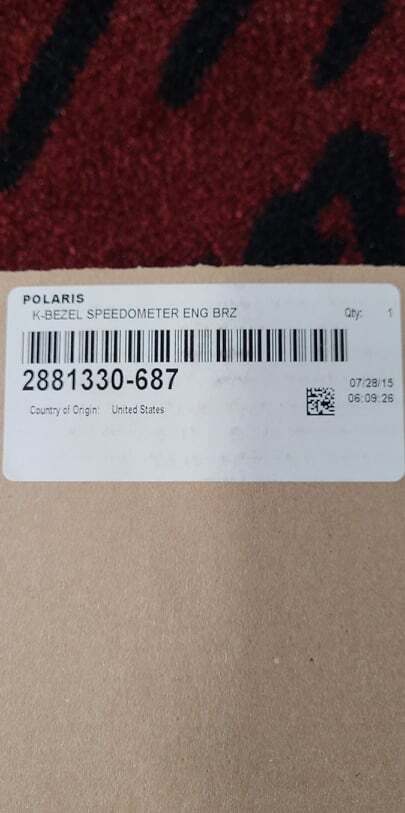 POLARIS
K-BEZEL SPEEDOMETER ENG BRZ Qty: 1
2881330-687
07/28/15
06:09:26
Country of Origin: United States